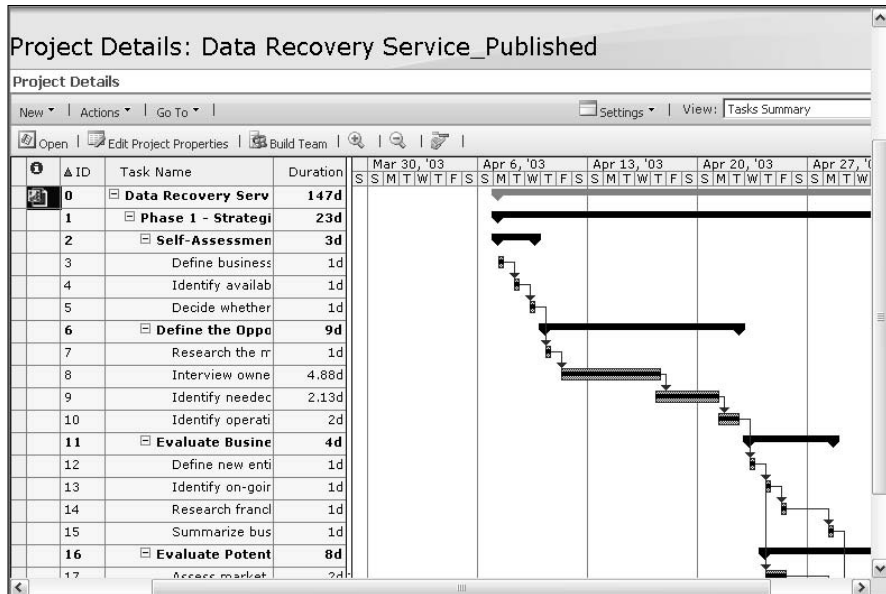 Project Details: Data Recovery Service_Published
Project Details
New | Actions | Go To | Settings | View: Tasks Summary
Open | Edit Project Properties | Build Team | | |
ID Task Name Duration Mar 30, '03 Apr 6, '03 Apr 13, '03 Apr 20, '03 Apr 27, '0
S S M T W T F S S M T W T F S S M T W T F S S M T W T F S S M T W
0 Data Recovery Serv 147d
1 Phase 1 - Strategi 23d
2 Self-Assessmen 3d
3 Define business 1d
4 Identify availab 1d
5 Decide whether 1d
6 Define the Oppo 9d
7 Research the m 1d
8 Interview owne 4.88d
9 Identify needec 2.13d
10 Identify operati 2d
11 Evaluate Busine 4d
12 Define new enti 1d
13 Identify on-goir 1d
14 Research francl 1d
15 Summarize bus 1d
16 Evaluate Potent 8d
17 Assess market 2d